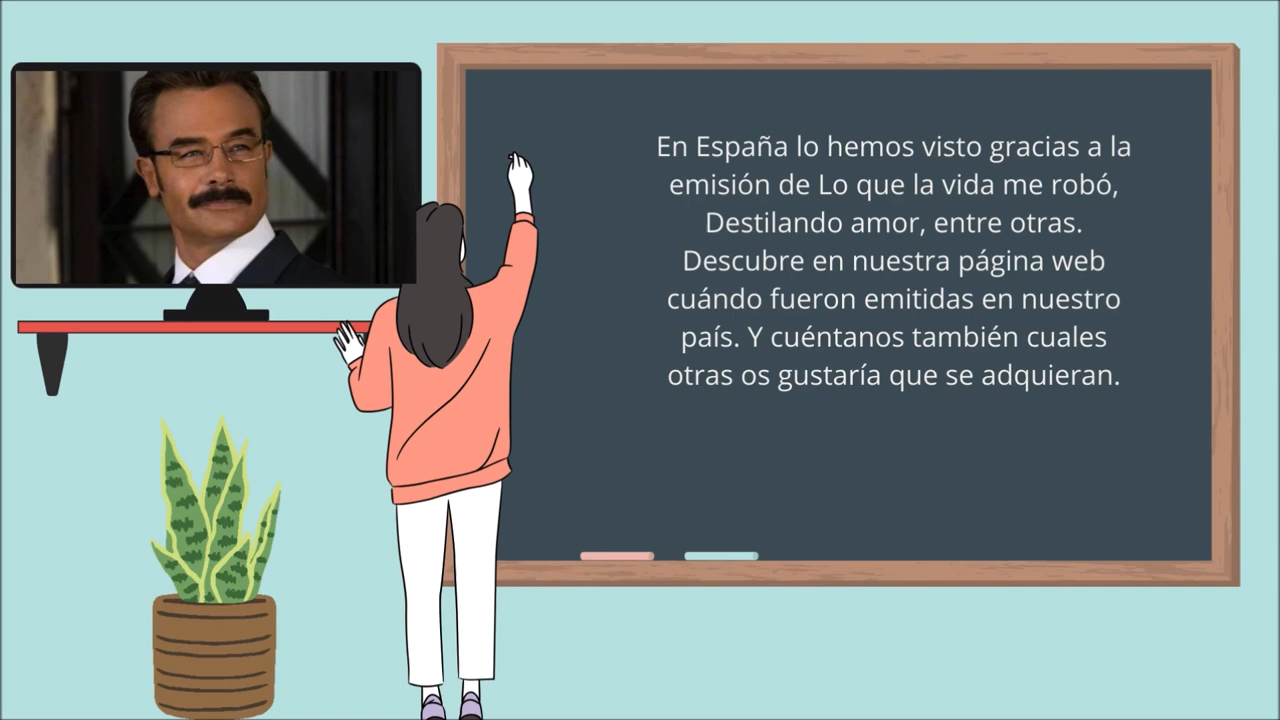 En España lo hemos visto gracias a la
emisión de Lo que la vida me robó,
Destilando amor, entre otras.
Descubre en nuestra página web
cuándo fueron emitidas en nuestro
país. Y cuéntanos también cuales
otras os gustaría que se adquieran.